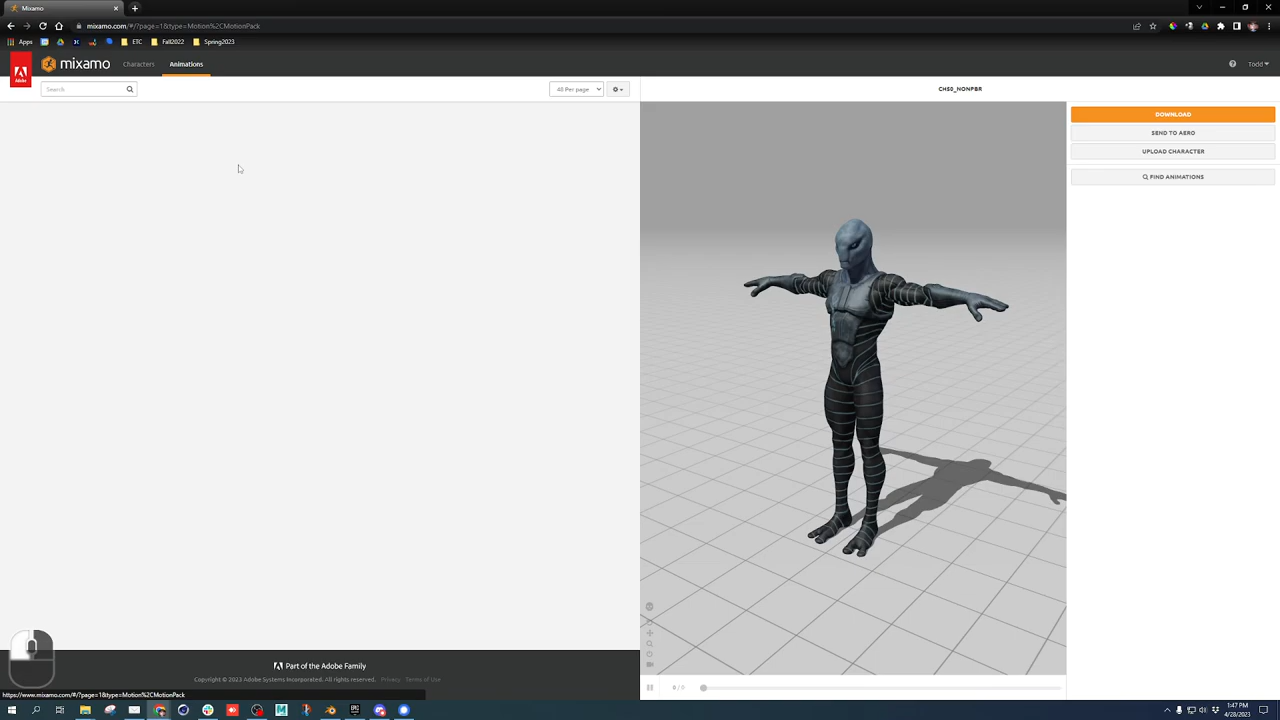 Mixamo
mixamo.com/#/?page=1&type=Motion%2CMotionPack
Apps
ETC
Fall2022
Spring2023
Adobe
mixamo
Characters
Animations
Todd
Search
All Per page
CH50_NONPBR
DOWNLOAD
SEND TO AERO
UPLOAD CHARACTER
FIND ANIMATIONS
0 / 0
Part of the Adobe Family
Copyright © 2023 Adobe Systems Incorporated. All rights reserved. Privacy Terms of Use
https://www.mixamo.com/#/?page=1&type=Motion%2CMotionPack
1:47 PM
4/28/2023